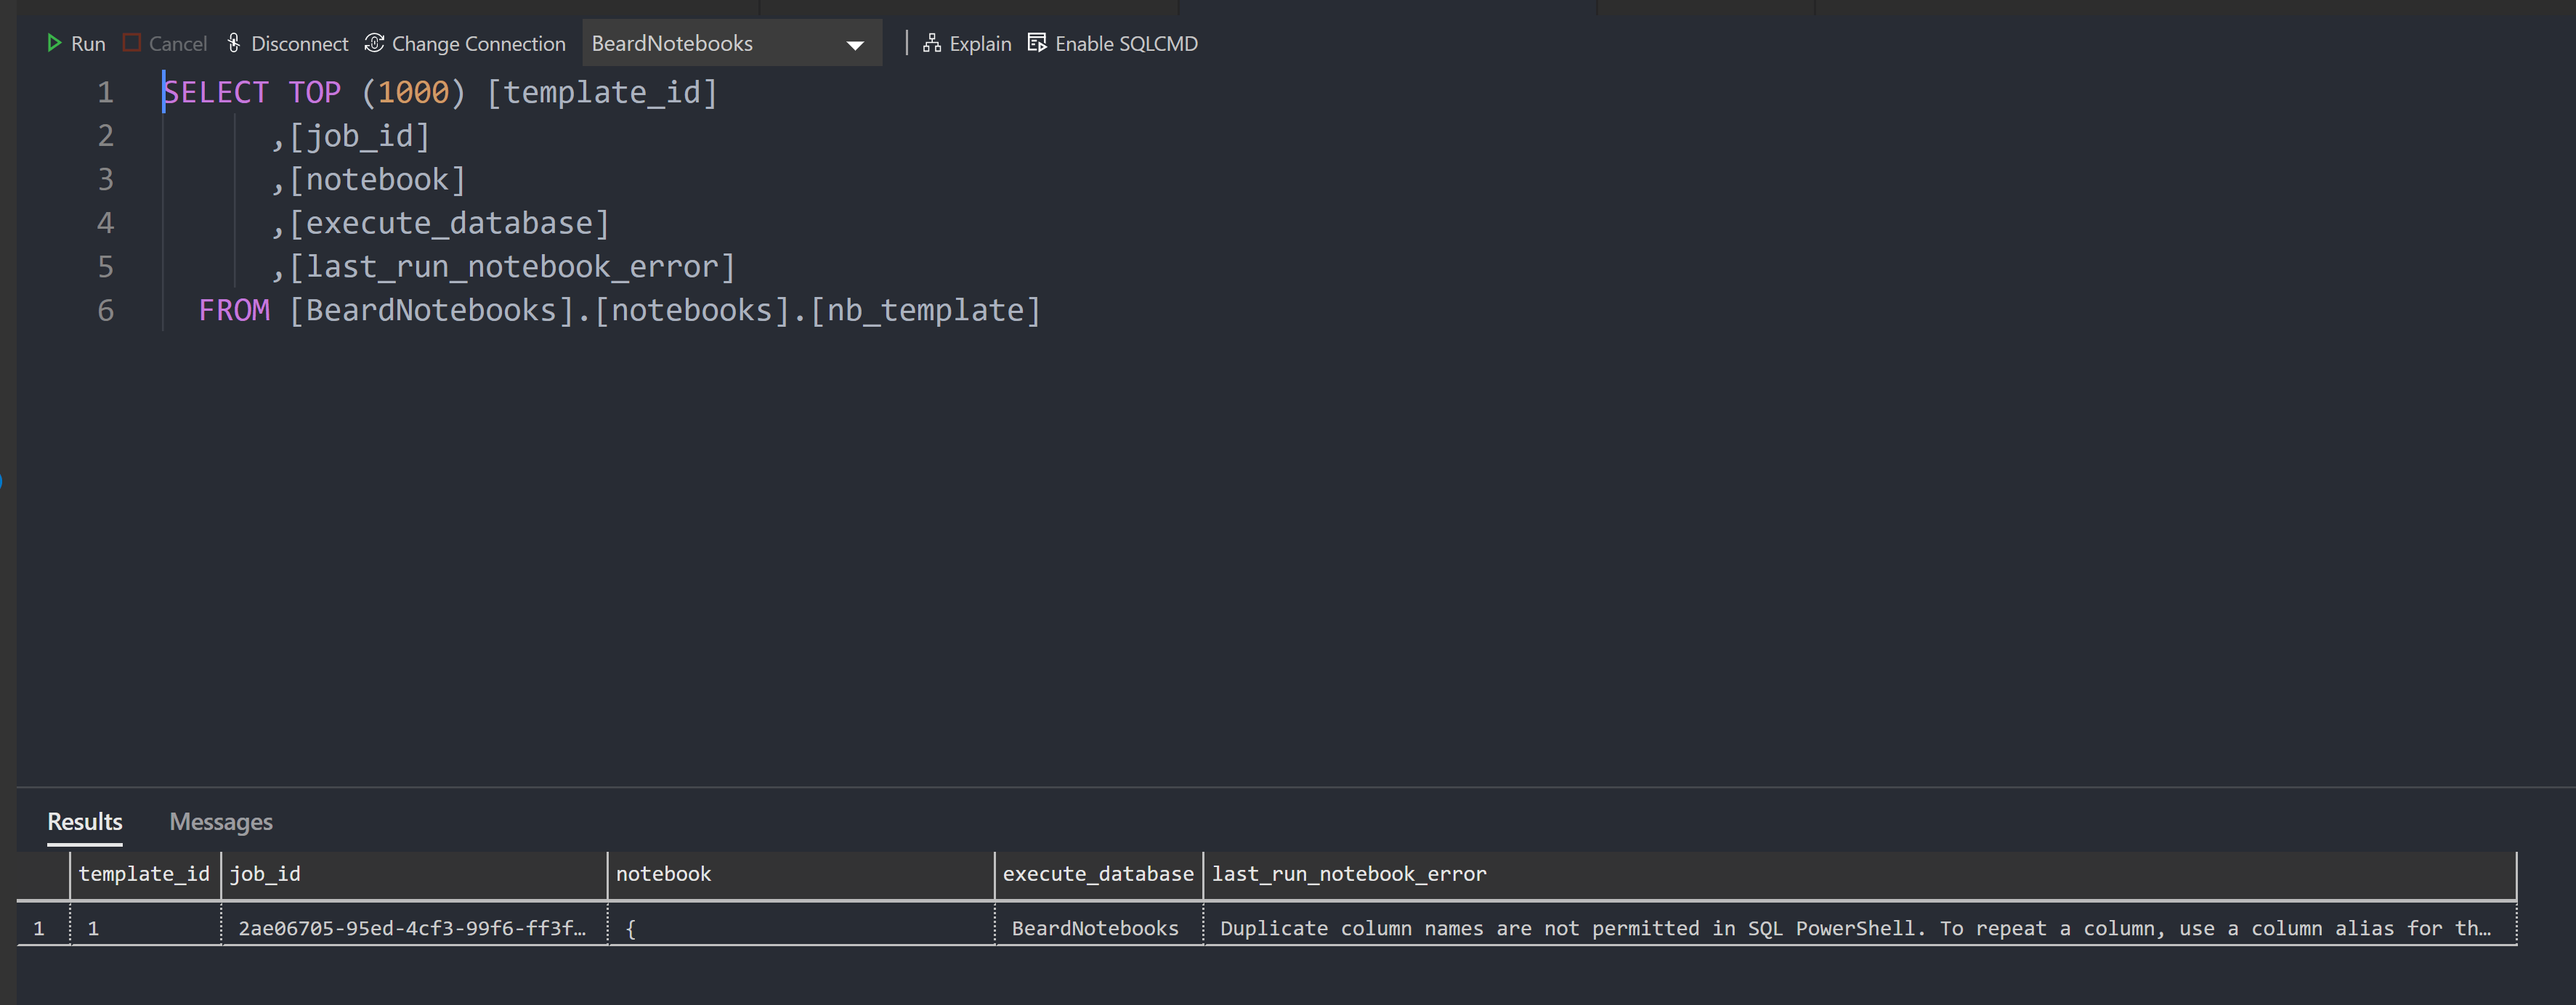 Run Cancel Disconnect Change Connection BeardNotebooks Explain Enable SQLCMD
1 SELECT TOP (1000) [template_id]
2 ,[job_id]
3 ,[notebook]
4 ,[execute_database]
5 ,[last_run_notebook_error]
6 FROM [BeardNotebooks].[notebooks].[nb_template]
Results Messages
template_id job_id notebook execute_database last_run_notebook_error
1 1 2ae06705-95ed-4cf3-99f6-ff3f… { BeardNotebooks Duplicate column names are not permitted in SQL PowerShell. To repeat a column, use a column alias for th…